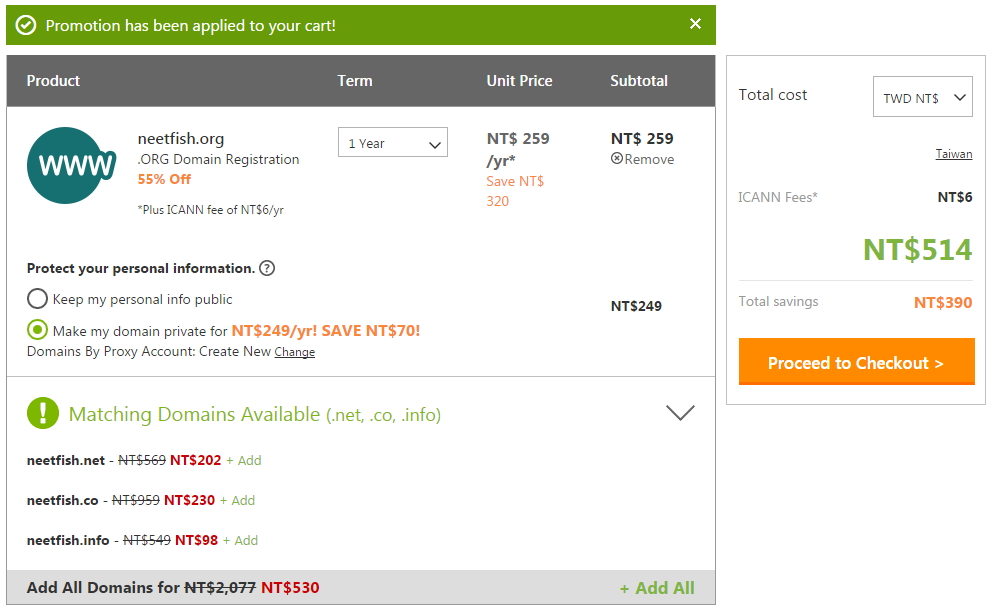 Promotion has been applied to your cart!
Product Term Unit Price Subtotal
WWW
neetfish.org
.ORG Domain Registration
55% Off
*Plus ICANN fee of NT$6/yr
1 Year
NT$ 259
/yr*
Save NT$
320
NT$ 259
Remove
Protect your personal information. ?
Keep my personal info public
Make my domain private for NT$249/yr! SAVE NT$70!
Domains By Proxy Account: Create New Change
NT$249
! Matching Domains Available (.net, .co, .info)
neetfish.net - NT$569 NT$202 + Add
neetfish.co - NT$959 NT$230 + Add
neetfish.info - NT$549 NT$98 + Add
Add All Domains for NT$2,077 NT$530 + Add All
Total cost TWD NT$
Taiwan
ICANN Fees* NT$6
NT$514
Total savings NT$390
Proceed to Checkout >